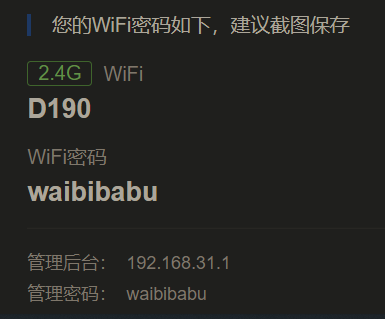 您的WiFi密码如下，建议截图保存
2.4G WiFi
D190
WiFi密码
waibibabu
管理后台： 192.168.31.1
管理密码： waibibabu